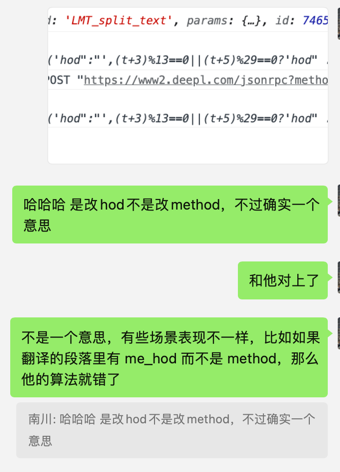 d: 'LMT_split_text', params: {…}, id: 7465
('hod":"',(t+3)%13==0||(t+5)%29==0?'hod"
POST "https://www2.deepl.com/jsonrpc?metho
('hod":"',(t+3)%13==0||(t+5)%29==0?'hod"
哈哈哈 是改hod不是改method，不过确实一个
意思
和他对上了
不是一个意思，有些场景表现不一样，比如如果
翻译的段落里有 me_hod 而不是 method，那么
他的算法就错了
南川: 哈哈哈 是改hod不是改method，不过确实一个
意思